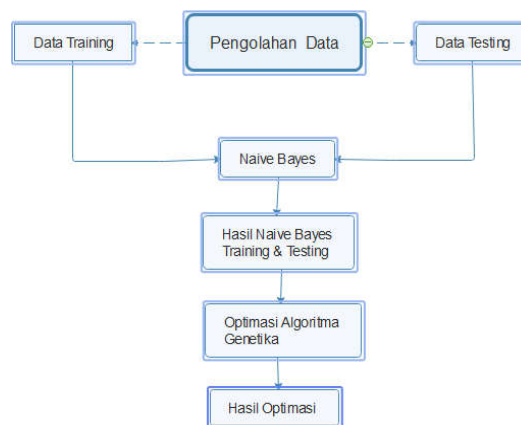 Data Training
Pengolahan Data
Data Testing
Naive Bayes
Hasil Naive Bayes
Training & Testing
Optimasi Algoritma
Genetika
Hasil Optimasi